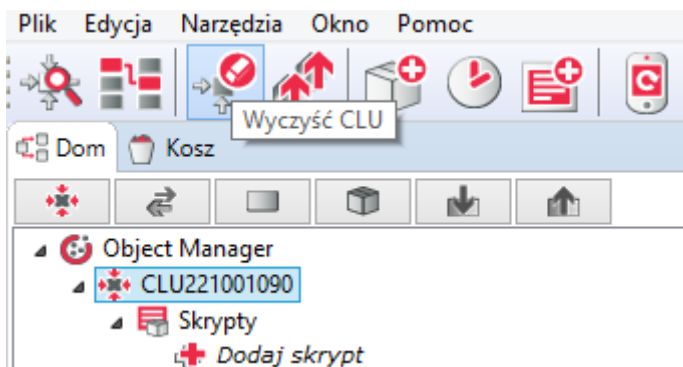 Plik Edycja Narzędzia Okno Pomoc
Wyczyść CLU
Dom Kosz
Object Manager
CLU221001090
Skrypty
Dodaj skrypt